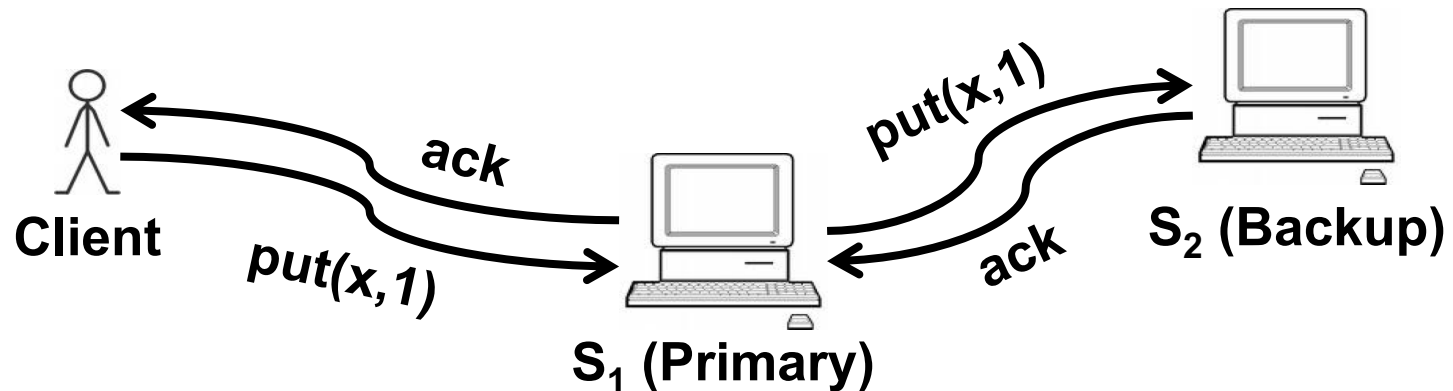 ack
put(x,1)
Client
put(x,1)
ack
S₁ (Primary)
S₂ (Backup)